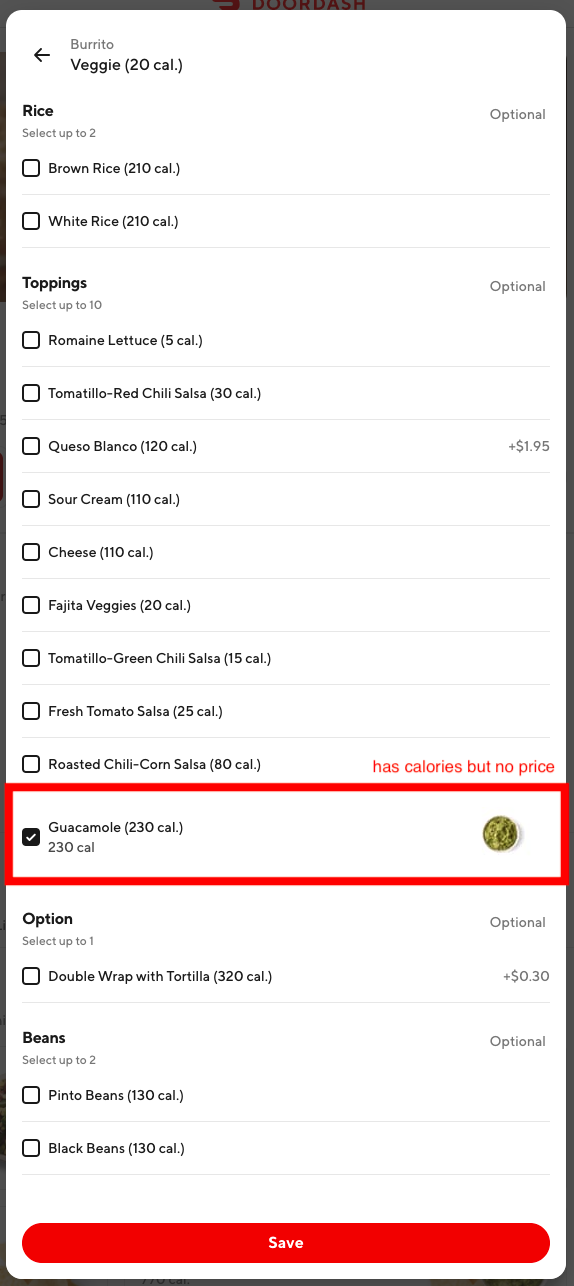 DOORDASH
Burrito
Veggie (20 cal.)
Rice
Optional
Select up to 2
Brown Rice (210 cal.)
White Rice (210 cal.)
Toppings
Optional
Select up to 10
Romaine Lettuce (5 cal.)
Tomatillo-Red Chili Salsa (30 cal.)
Queso Blanco (120 cal.) +$1.95
Sour Cream (110 cal.)
Cheese (110 cal.)
Fajita Veggies (20 cal.)
Tomatillo-Green Chili Salsa (15 cal.)
Fresh Tomato Salsa (25 cal.)
Roasted Chili-Corn Salsa (80 cal.) has calories but no price
Guacamole (230 cal.)
230 cal
Option
Optional
Select up to 1
Double Wrap with Tortilla (320 cal.) +$0.30
Beans
Optional
Select up to 2
Pinto Beans (130 cal.)
Black Beans (130 cal.)
Save
770 cal.